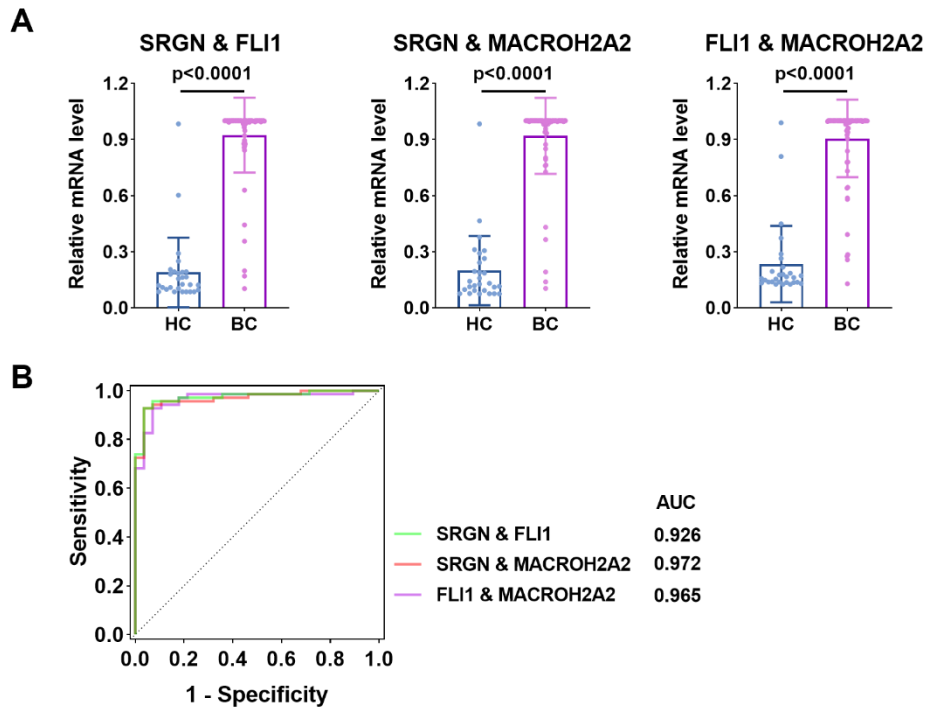 A
SRGN & FLI1
SRGN & MACROH2A2
FLI1 & MACROH2A2
p<0.0001
p<0.0001
p<0.0001
Relative mRNA level
1.2
0.9
0.6
0.3
0.0
HC BC
Relative mRNA level
1.2
0.9
0.6
0.3
0.0
HC BC
Relative mRNA level
1.2
0.9
0.6
0.3
0.0
HC BC
B
Sensitivity
1.0
0.8
0.6
0.4
0.2
0.0
0.0 0.2 0.4 0.6 0.8 1.0
1 - Specificity
AUC
SRGN & FLI1 0.926
SRGN & MACROH2A2 0.972
FLI1 & MACROH2A2 0.965